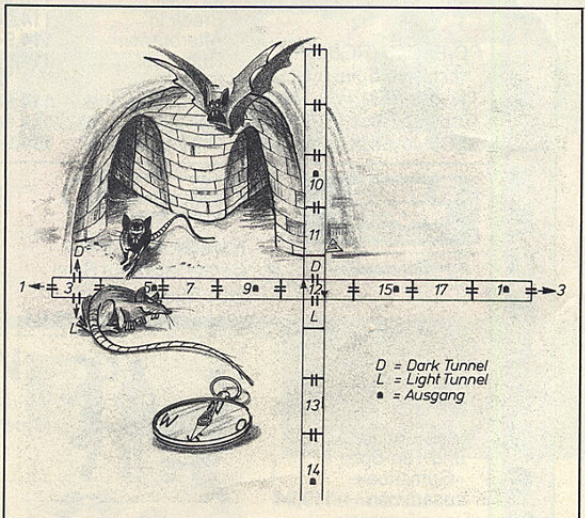 10
11
D
D
1 3 5 7 9 12 15 17 1 3
L
L
D = Dark Tunnel
L = Light Tunnel
= Ausgang
13
W O
14